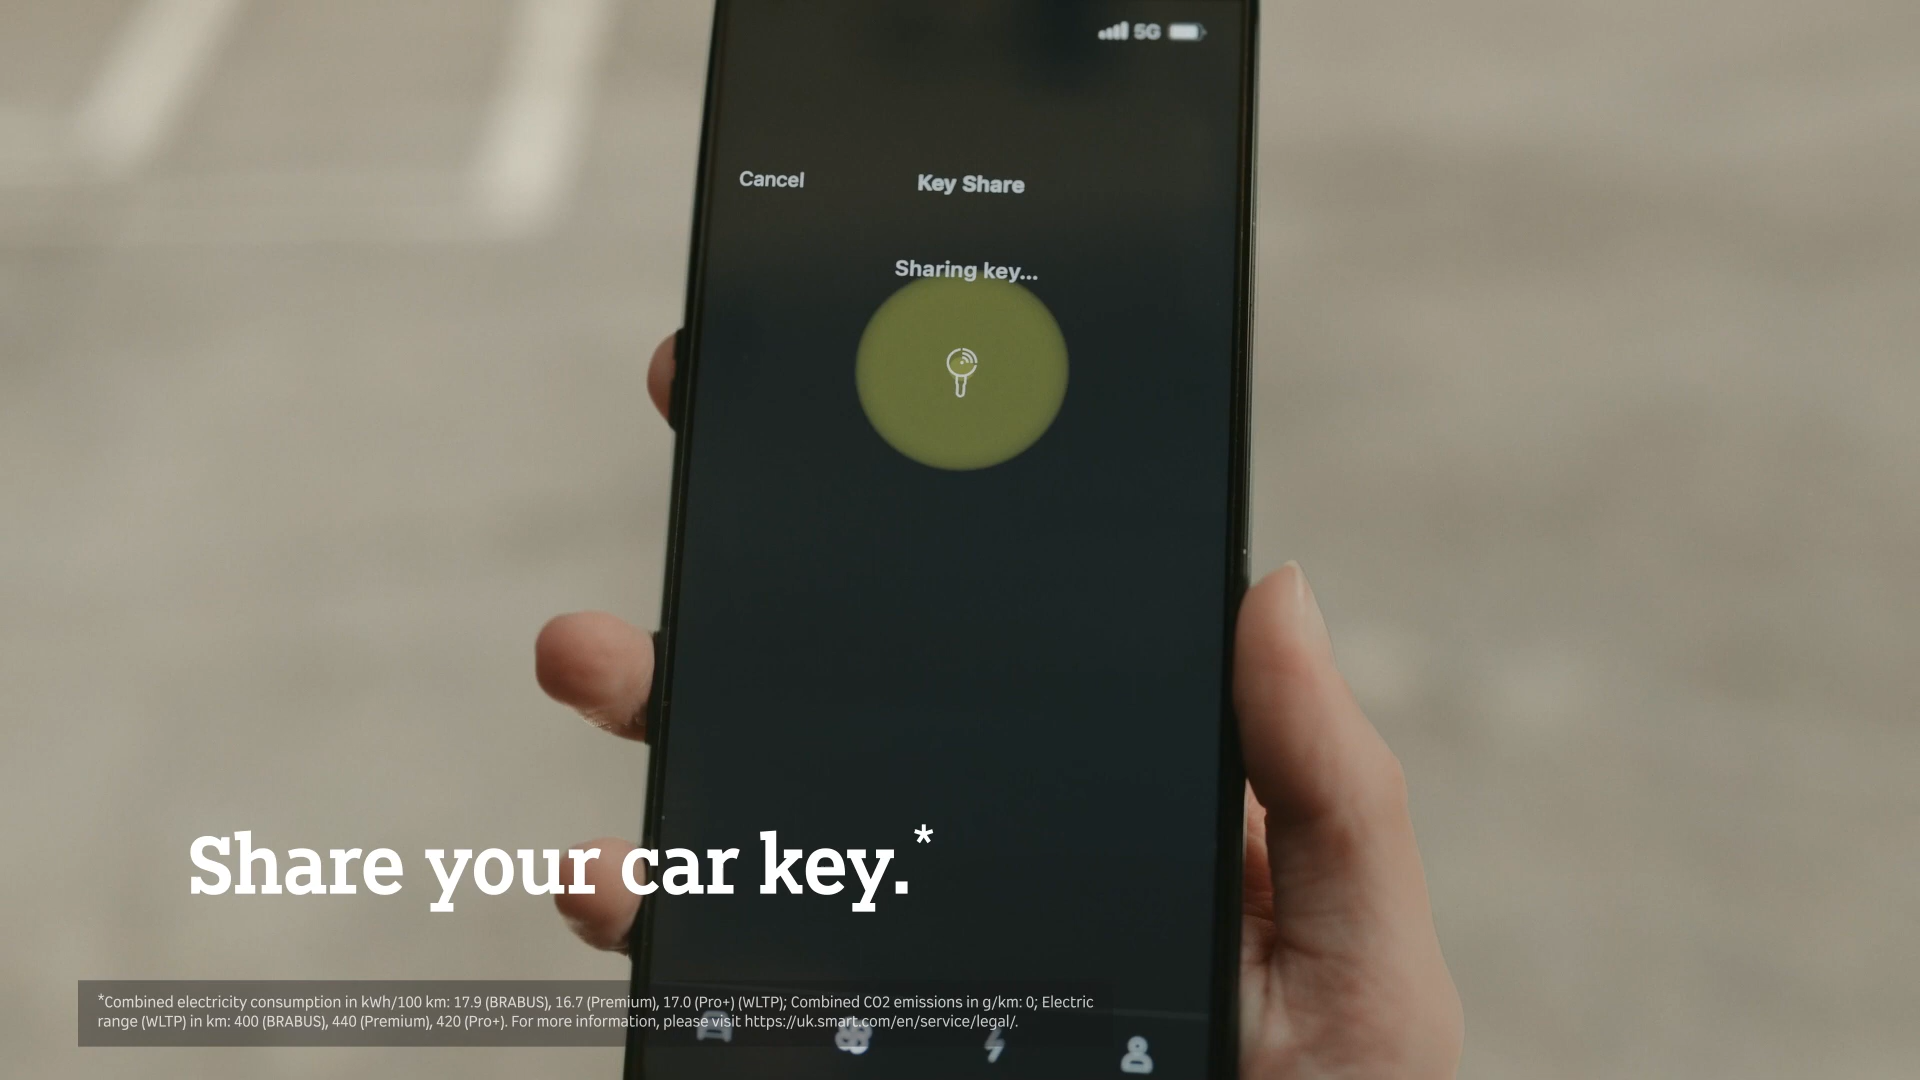 5G
Cancel
Key Share
Sharing key...
Share your car key.*
*Combined electricity consumption in kWh/100 km: 17.9 (BRABUS), 16.7 (Premium), 17.0 (Pro+) (WLTP); Combined CO2 emissions in g/km: 0; Electric
range (WLTP) in km: 400 (BRABUS), 440 (Premium), 420 (Pro+). For more information, please visit https://uk.smart.com/en/service/legal/.